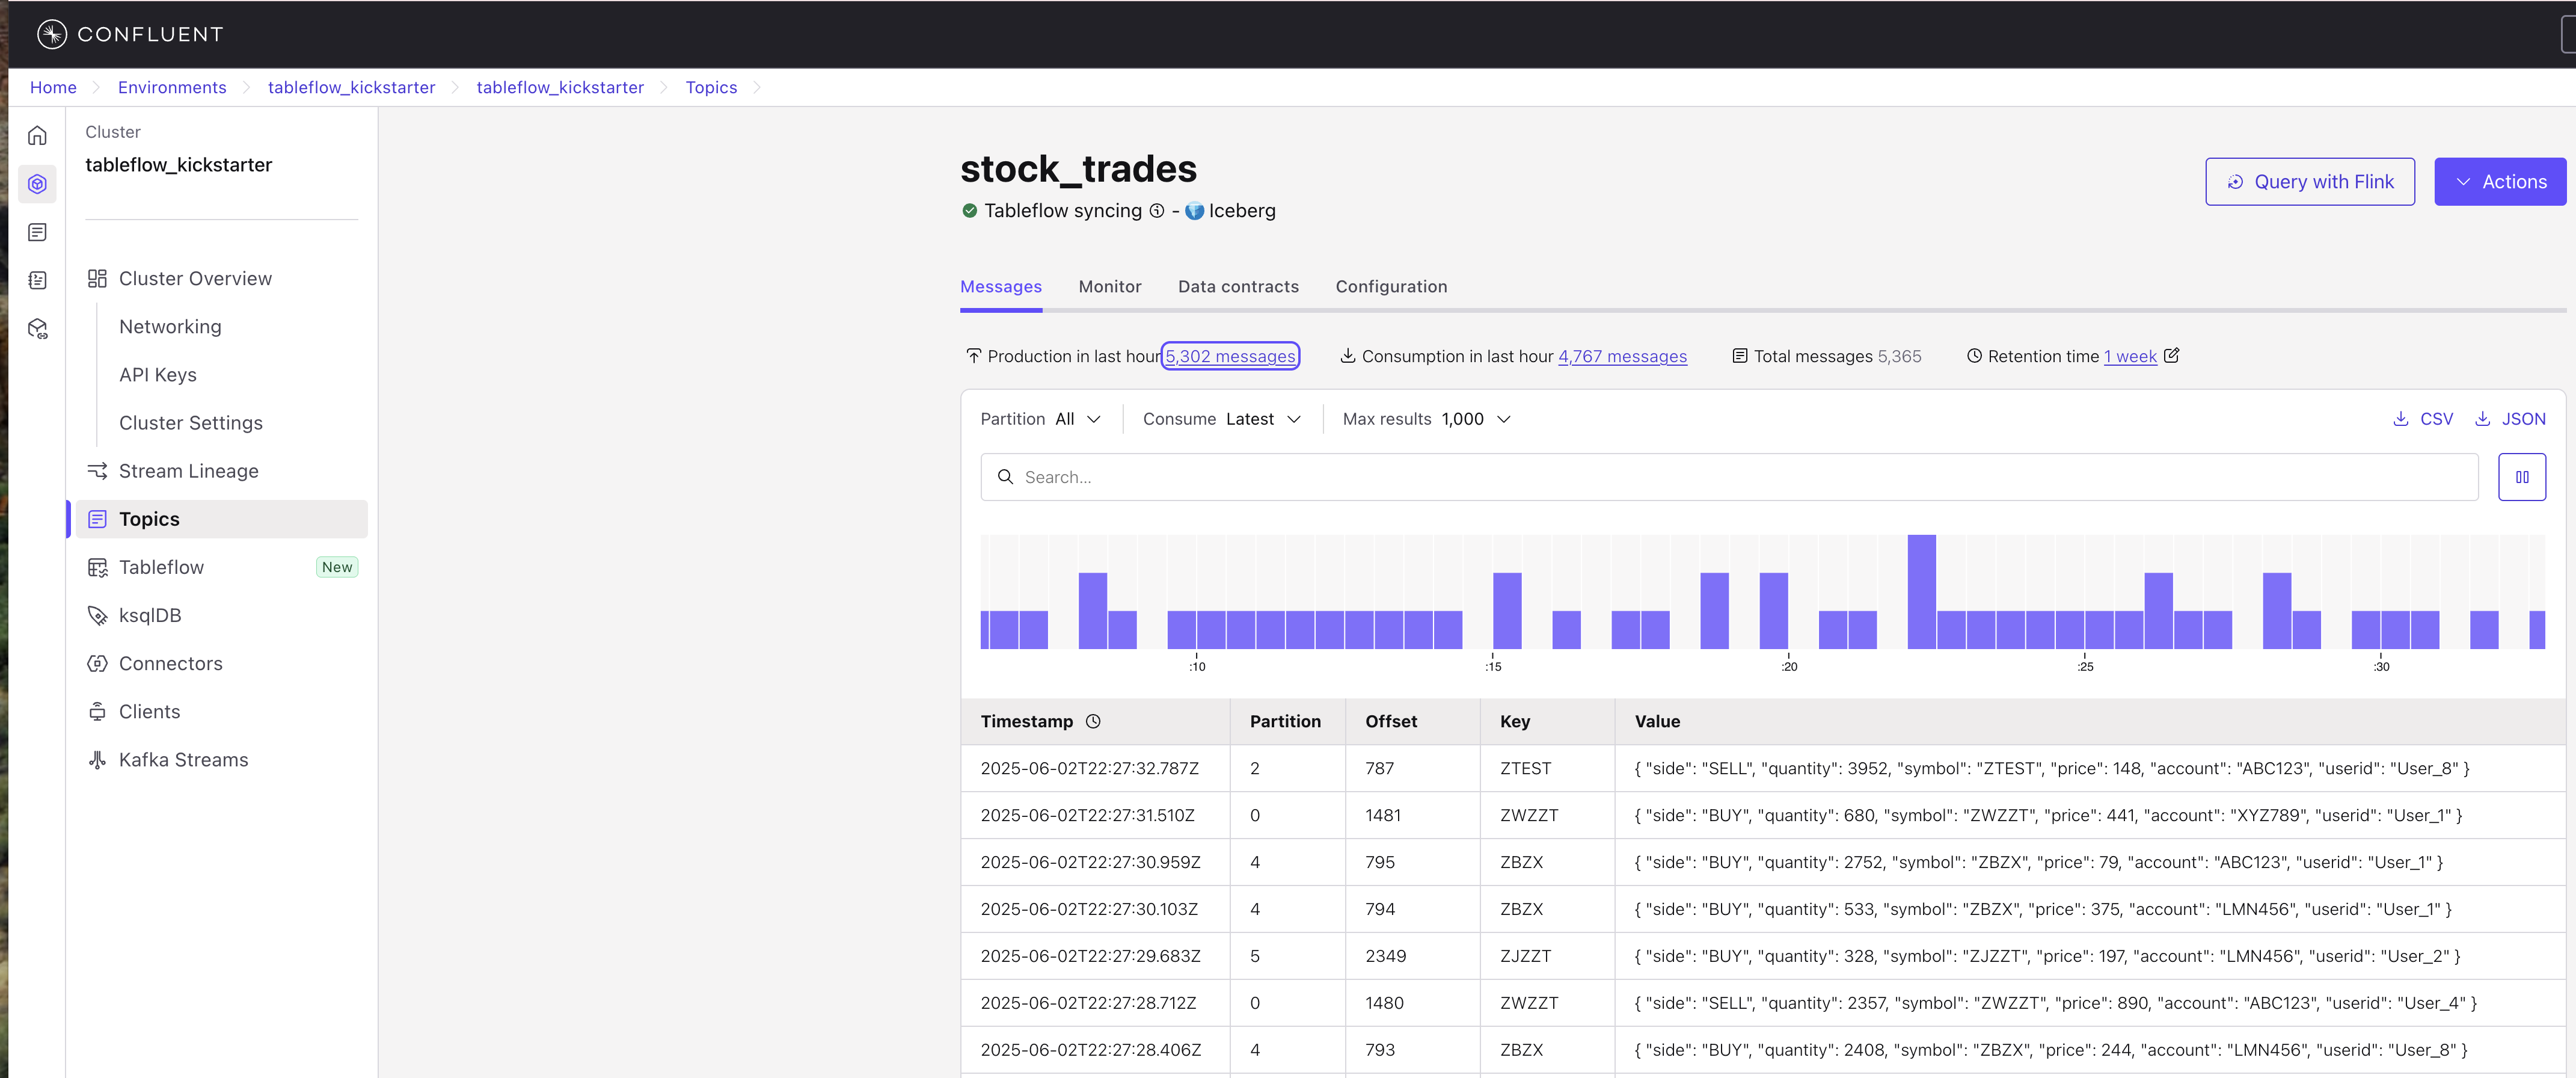 CONFLUENT
Home Environments tableflow_kickstarter tableflow_kickstarter Topics
Cluster
tableflow_kickstarter
Cluster Overview
Networking
API Keys
Cluster Settings
Stream Lineage
Topics
Tableflow New
ksqlDB
Connectors
Clients
Kafka Streams
stock_trades
Tableflow syncing - Iceberg
Query with Flink
Actions
Messages Monitor Data contracts Configuration
Production in last hour 5,302 messages Consumption in last hour 4,767 messages Total messages 5,365 Retention time 1 week
Partition All Consume Latest Max results 1,000 CSV JSON
Search...
:10 :15 :20 :25 :30
Timestamp Partition Offset Key Value
2025-06-02T22:27:32.787Z 2 787 ZTEST { "side": "SELL", "quantity": 3952, "symbol": "ZTEST", "price": 148, "account": "ABC123", "userid": "User_8" }
2025-06-02T22:27:31.510Z 0 1481 ZWZZT { "side": "BUY", "quantity": 680, "symbol": "ZWZZT", "price": 441, "account": "XYZ789", "userid": "User_1" }
2025-06-02T22:27:30.959Z 4 795 ZBZX { "side": "BUY", "quantity": 2752, "symbol": "ZBZX", "price": 79, "account": "ABC123", "userid": "User_1" }
2025-06-02T22:27:30.103Z 4 794 ZBZX { "side": "BUY", "quantity": 533, "symbol": "ZBZX", "price": 375, "account": "LMN456", "userid": "User_1" }
2025-06-02T22:27:29.683Z 5 2349 ZJZZT { "side": "BUY", "quantity": 328, "symbol": "ZJZZT", "price": 197, "account": "LMN456", "userid": "User_2" }
2025-06-02T22:27:28.712Z 0 1480 ZWZZT { "side": "SELL", "quantity": 2357, "symbol": "ZWZZT", "price": 890, "account": "ABC123", "userid": "User_4" }
2025-06-02T22:27:28.406Z 4 793 ZBZX { "side": "BUY", "quantity": 2408, "symbol": "ZBZX", "price": 244, "account": "LMN456", "userid": "User_8" }